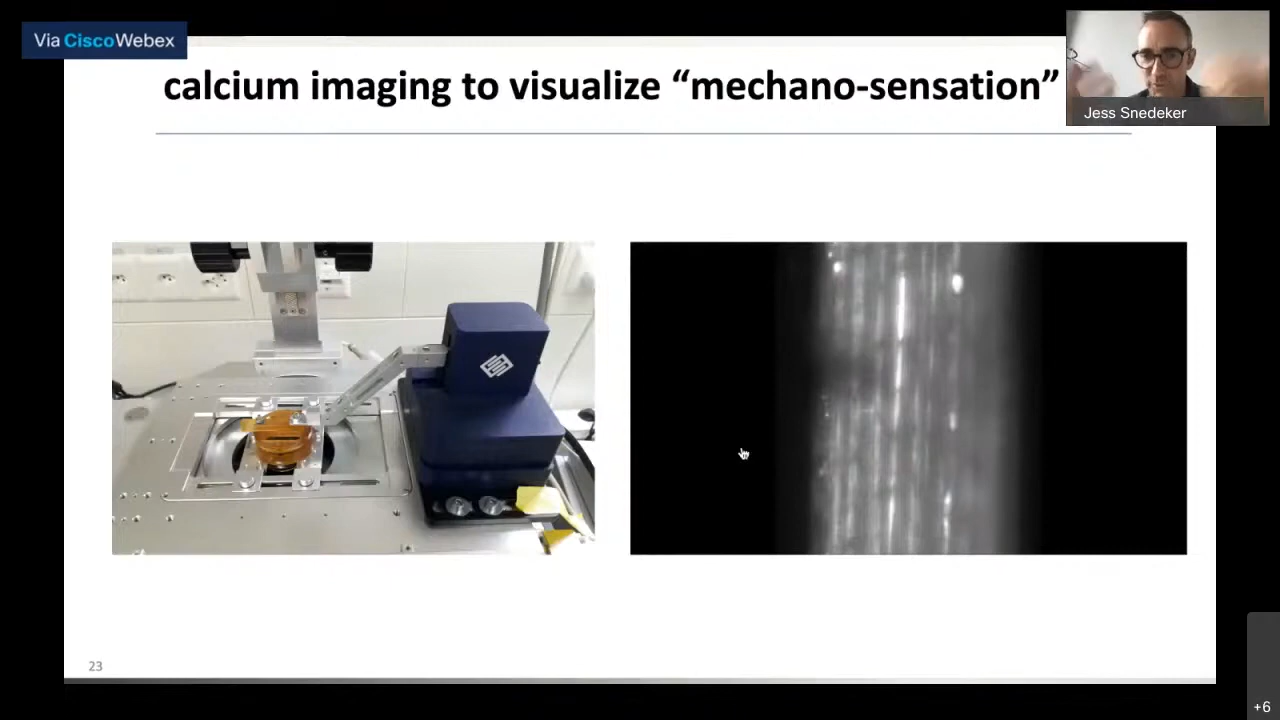 Via CiscoWebex
calcium imaging to visualize “mechano-sensation”
Jess Snedeker
23
+6